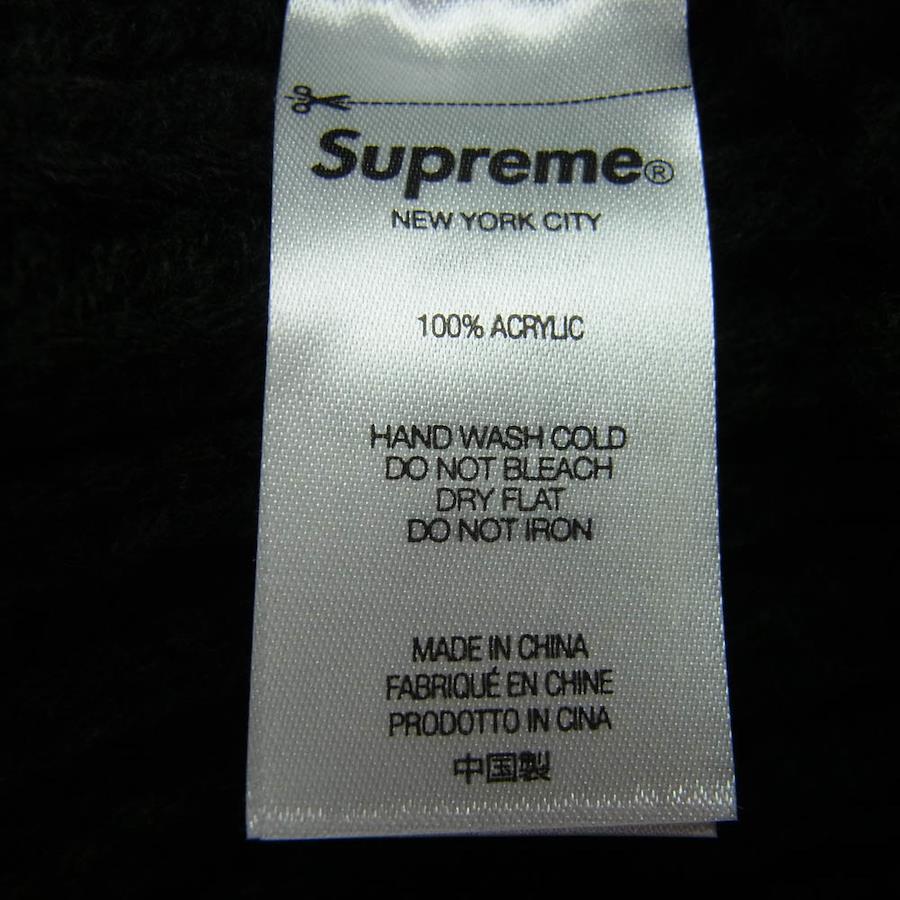 Supreme®
NEW YORK CITY
100% ACRYLIC
HAND WASH COLD
DO NOT BLEACH
DRY FLAT
DO NOT IRON
MADE IN CHINA
FABRIQUÉ EN CHINE
PRODOTTO IN CINA
中国製